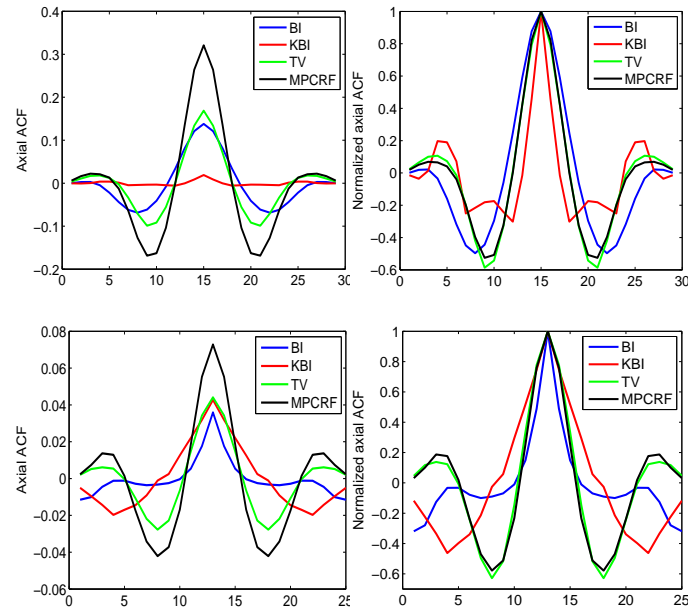 Axial ACF
0.4
0.3
0.2
0.1
0
−0.1
−0.2
0 5 10 15 20 25 30
BI
KBI
TV
MPCRF
Normalized axial ACF
1
0.8
0.6
0.4
0.2
0
−0.2
−0.4
−0.6
0 5 10 15 20 25 30
BI
KBI
TV
MPCRF
Axial ACF
0.08
0.06
0.04
0.02
0
−0.02
−0.04
−0.06
0 5 10 15 20 25
BI
KBI
TV
MPCRF
Normalized axial ACF
1
0.8
0.6
0.4
0.2
0
−0.2
−0.4
−0.6
0 5 10 15 20 25
BI
KBI
TV
MPCRF